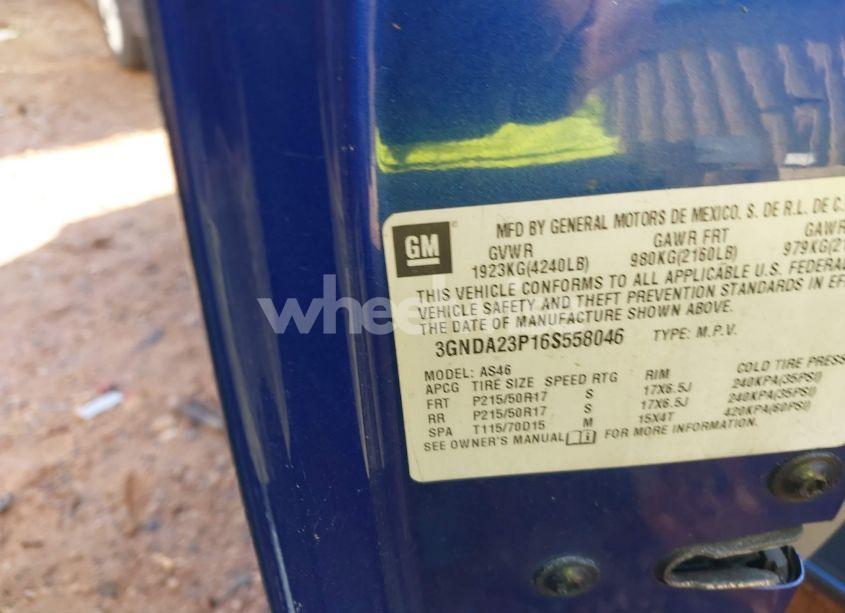 GM
MFD BY GENERAL MOTORS DE MEXICO, S. DE R.L. DE C.
GVWR GAWR FRT GAWR
1923KG(4240LB) 980KG(2160LB) 979KG(21
THIS VEHICLE CONFORMS TO ALL APPLICABLE U.S. FEDERAL
VEHICLE SAFETY AND THEFT PREVENTION STANDARDS IN EFF
THE DATE OF MANUFACTURE SHOWN ABOVE.
3GNDA23P16S558046 TYPE: M.P.V.
MODEL: AS46
APCG TIRE SIZE SPEED RTG RIM COLD TIRE PRESS
FRT P215/50R17 S 17X6.5J 240KPA(35PSI)
RR P215/50R17 S 17X6.5J 240KPA(35PSI)
SPA T115/70D15 M 15X4T 420KPA(60PSI)
SEE OWNER'S MANUAL FOR MORE INFORMATION.